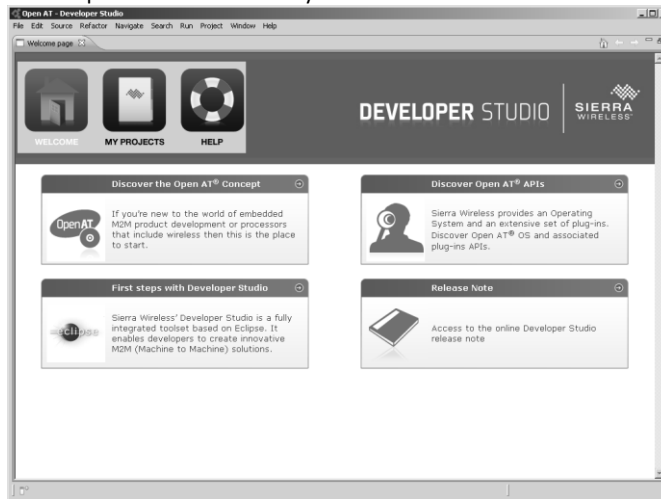 Open AT - Developer Studio
File Edit Source Refactor Navigate Search Run Project Window Help
Welcome page
WELCOME
MY PROJECTS
HELP
DEVELOPER STUDIO
SIERRA
WIRELESS
Discover the Open AT® Concept
Open AT
If you're new to the world of embedded
M2M product development or processors
that include wireless then this is the place
to start.
Discover Open AT® APIs
Sierra Wireless provides an Operating
System and an extensive set of plug-ins.
Discover Open AT® OS and associated
plug-ins APIs.
First steps with Developer Studio
eclipse
Sierra Wireless' Developer Studio is a fully
integrated toolset based on Eclipse. It
enables developers to create innovative
M2M (Machine to Machine) solutions.
Release Note
Access to the online Developer Studio
release note